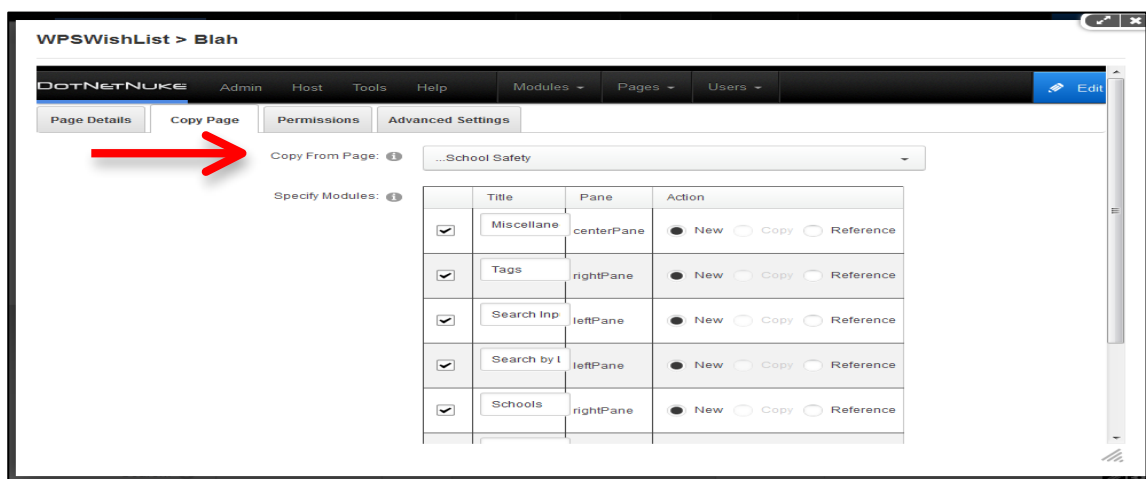 WPSWishList > Blah
DOTNETNUKE Admin Host Tools Help Modules Pages Users Edit
Page Details Copy Page Permissions Advanced Settings
Copy From Page: ...School Safety
Specify Modules:
Title Pane Action
Miscellane centerPane New Copy Reference
Tags rightPane New Copy Reference
Search Inp leftPane New Copy Reference
Search by L leftPane New Copy Reference
Schools rightPane New Copy Reference